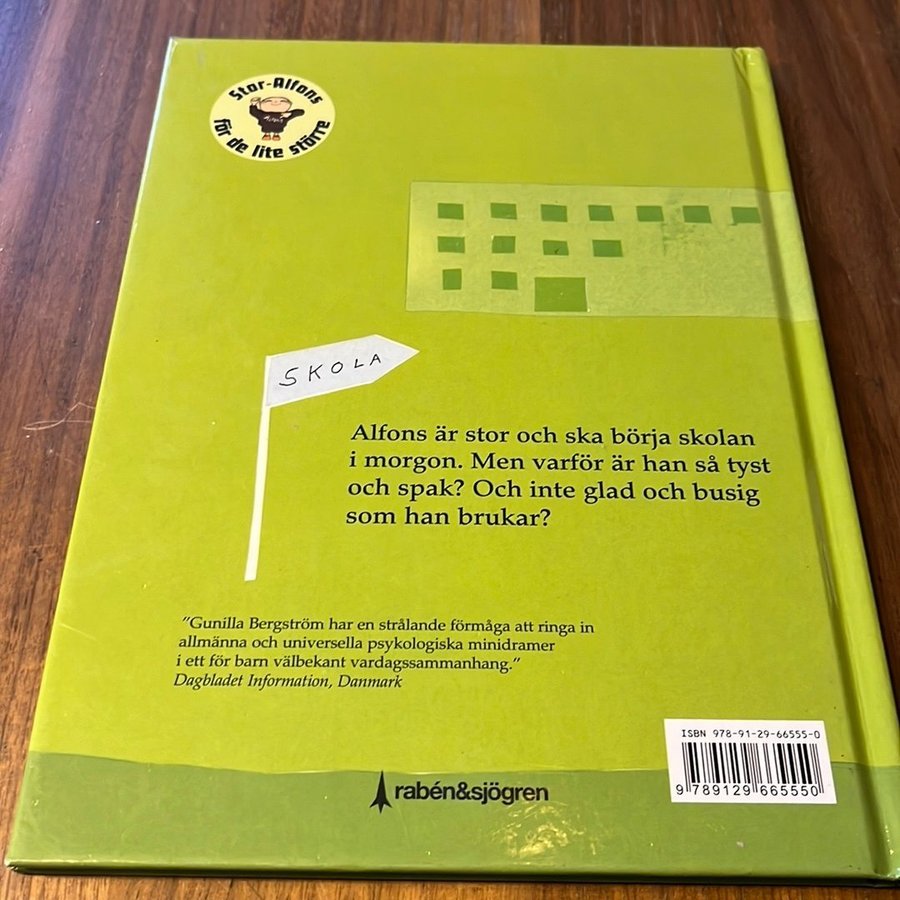 Stor-Alfons
för de lite större
SKOLA
Alfons är stor och ska börja skolan
i morgon. Men varför är han så tyst
och spak? Och inte glad och busig
som han brukar?
”Gunilla Bergström har en strålande förmåga att ringa in
allmänna och universella psykologiska minidramer
i ett för barn välbekant vardagssammanhang.”
Dagbladet Information, Danmark
ISBN 978-91-29-66555-0
9 789129 665550
rabén&sjögren